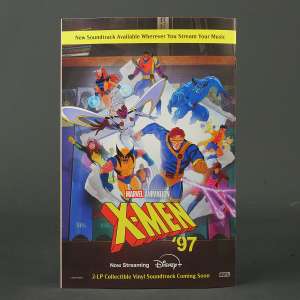 New Soundtrack Available Wherever You Stream Your Music
MARVEL ANIMATION
X-MEN
'97
Now Streaming Disney+
2-LP Collectible Vinyl Soundtrack Coming Soon